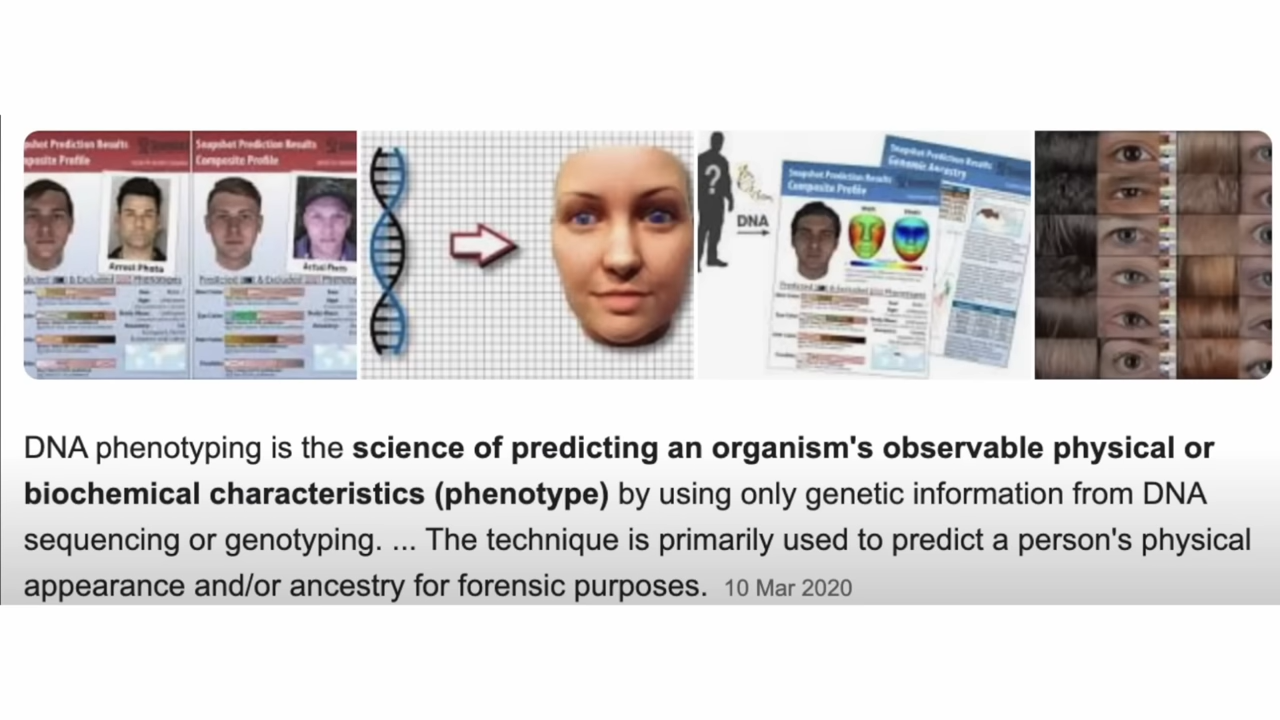 Snapshot Prediction Results
Composite Profile
Arrest Photo
Snapshot Prediction Results
Composite Profile
Actual Photo
?
DNA
Snapshot Prediction Results
Composite Profile
Snapshot Prediction Results
Genomic Ancestry
DNA phenotyping is the science of predicting an organism's observable physical or
biochemical characteristics (phenotype) by using only genetic information from DNA
sequencing or genotyping. ... The technique is primarily used to predict a person's physical
appearance and/or ancestry for forensic purposes. 10 Mar 2020